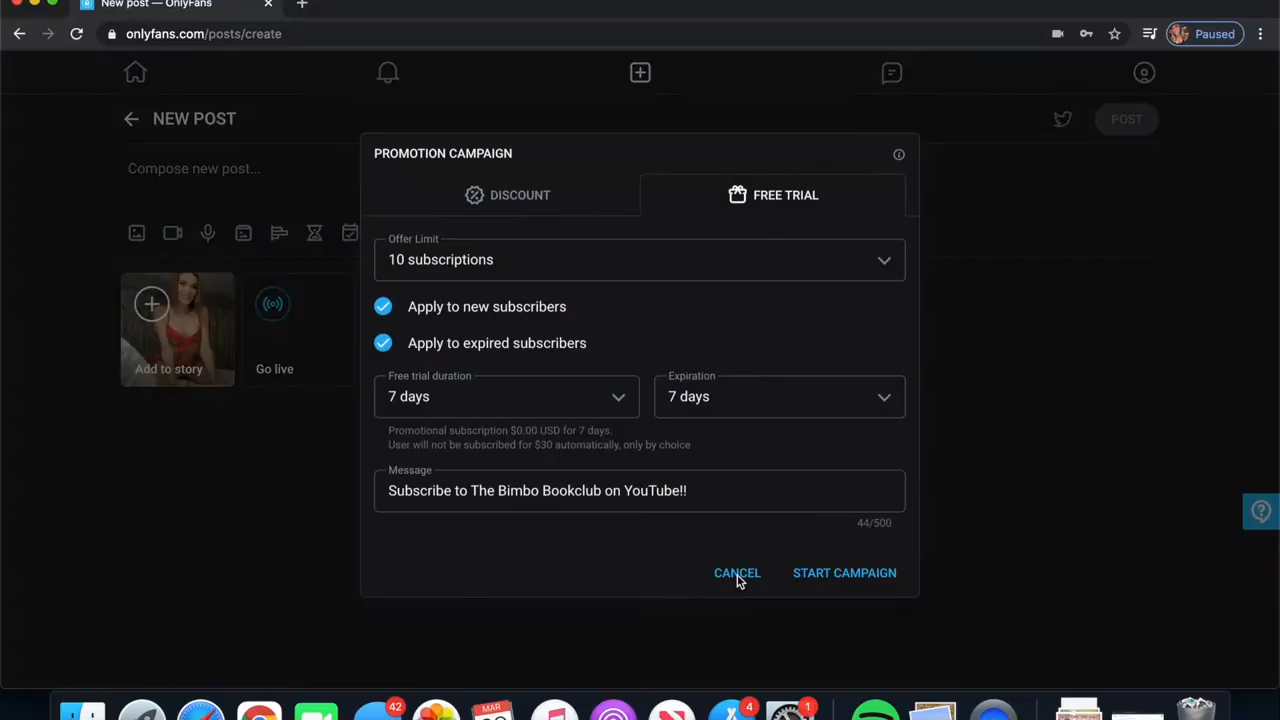 New post — OnlyFans
onlyfans.com/posts/create
Paused
NEW POST
POST
Compose new post...
Add to story
Go live
PROMOTION CAMPAIGN
DISCOUNT
FREE TRIAL
Offer Limit
10 subscriptions
Apply to new subscribers
Apply to expired subscribers
Free trial duration
7 days
Expiration
7 days
Promotional subscription $0.00 USD for 7 days.
User will not be subscribed for $30 automatically, only by choice
Message
Subscribe to The Bimbo Bookclub on YouTube!!
44/500
CANCEL
START CAMPAIGN
42
MAR
4
1